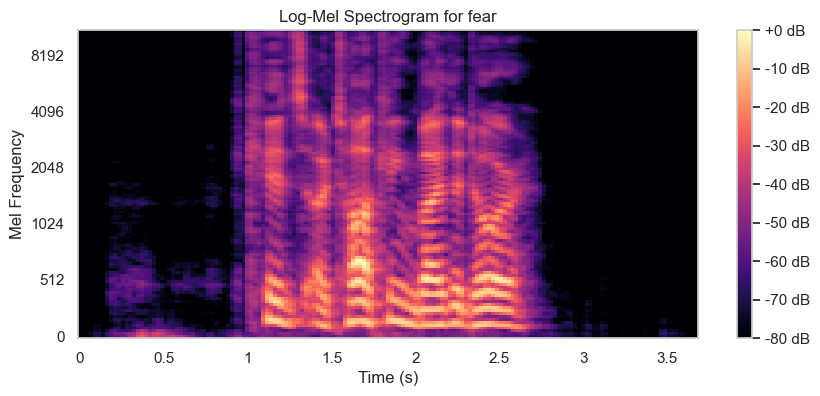 Log-Mel Spectrogram for fear
Mel Frequency
8192
4096
2048
1024
512
0
0 0.5 1 1.5 2 2.5 3 3.5
Time (s)
+0 dB
-10 dB
-20 dB
-30 dB
-40 dB
-50 dB
-60 dB
-70 dB
-80 dB